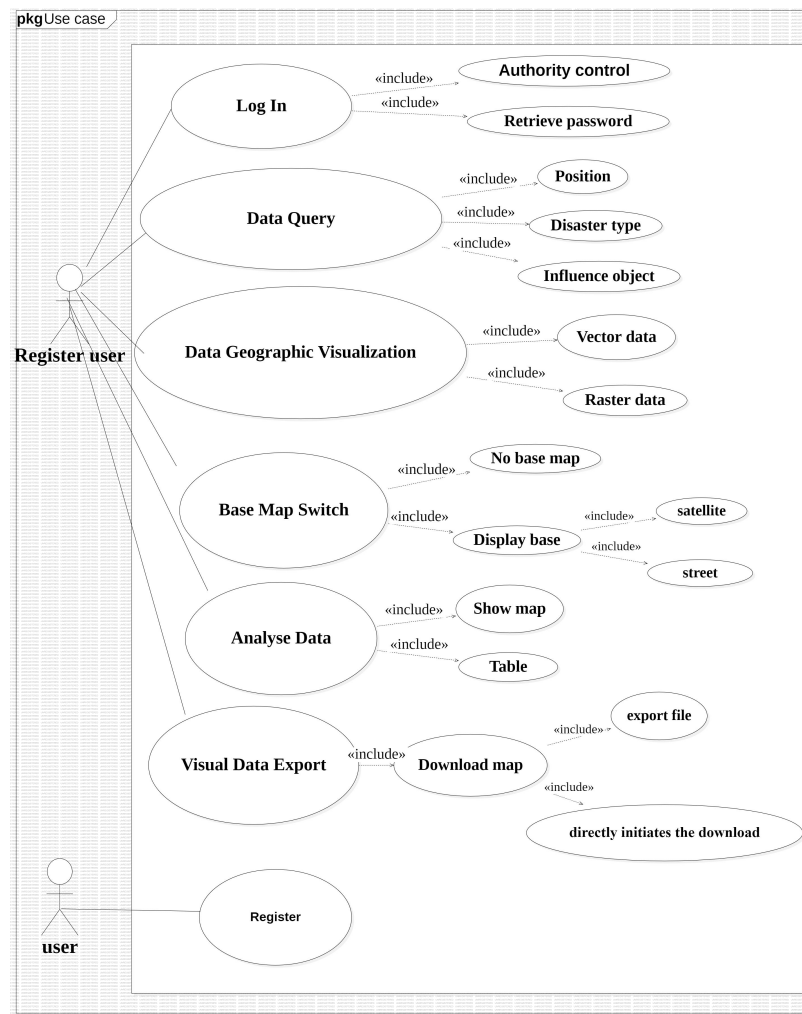 pkg Use case
«include»
Authority control
Log In
«include»
Retrieve password
«include»
Position
Data Query
«include»
Disaster type
«include»
Influence object
Register user
Data Geographic Visualization
«include»
Vector data
«include»
Raster data
Base Map Switch
«include»
No base map
«include»
Display base
«include»
satellite
«include»
street
Analyse Data
«include»
Show map
«include»
Table
Visual Data Export
«include»
Download map
«include»
export file
«include»
directly initiates the download
user
Register